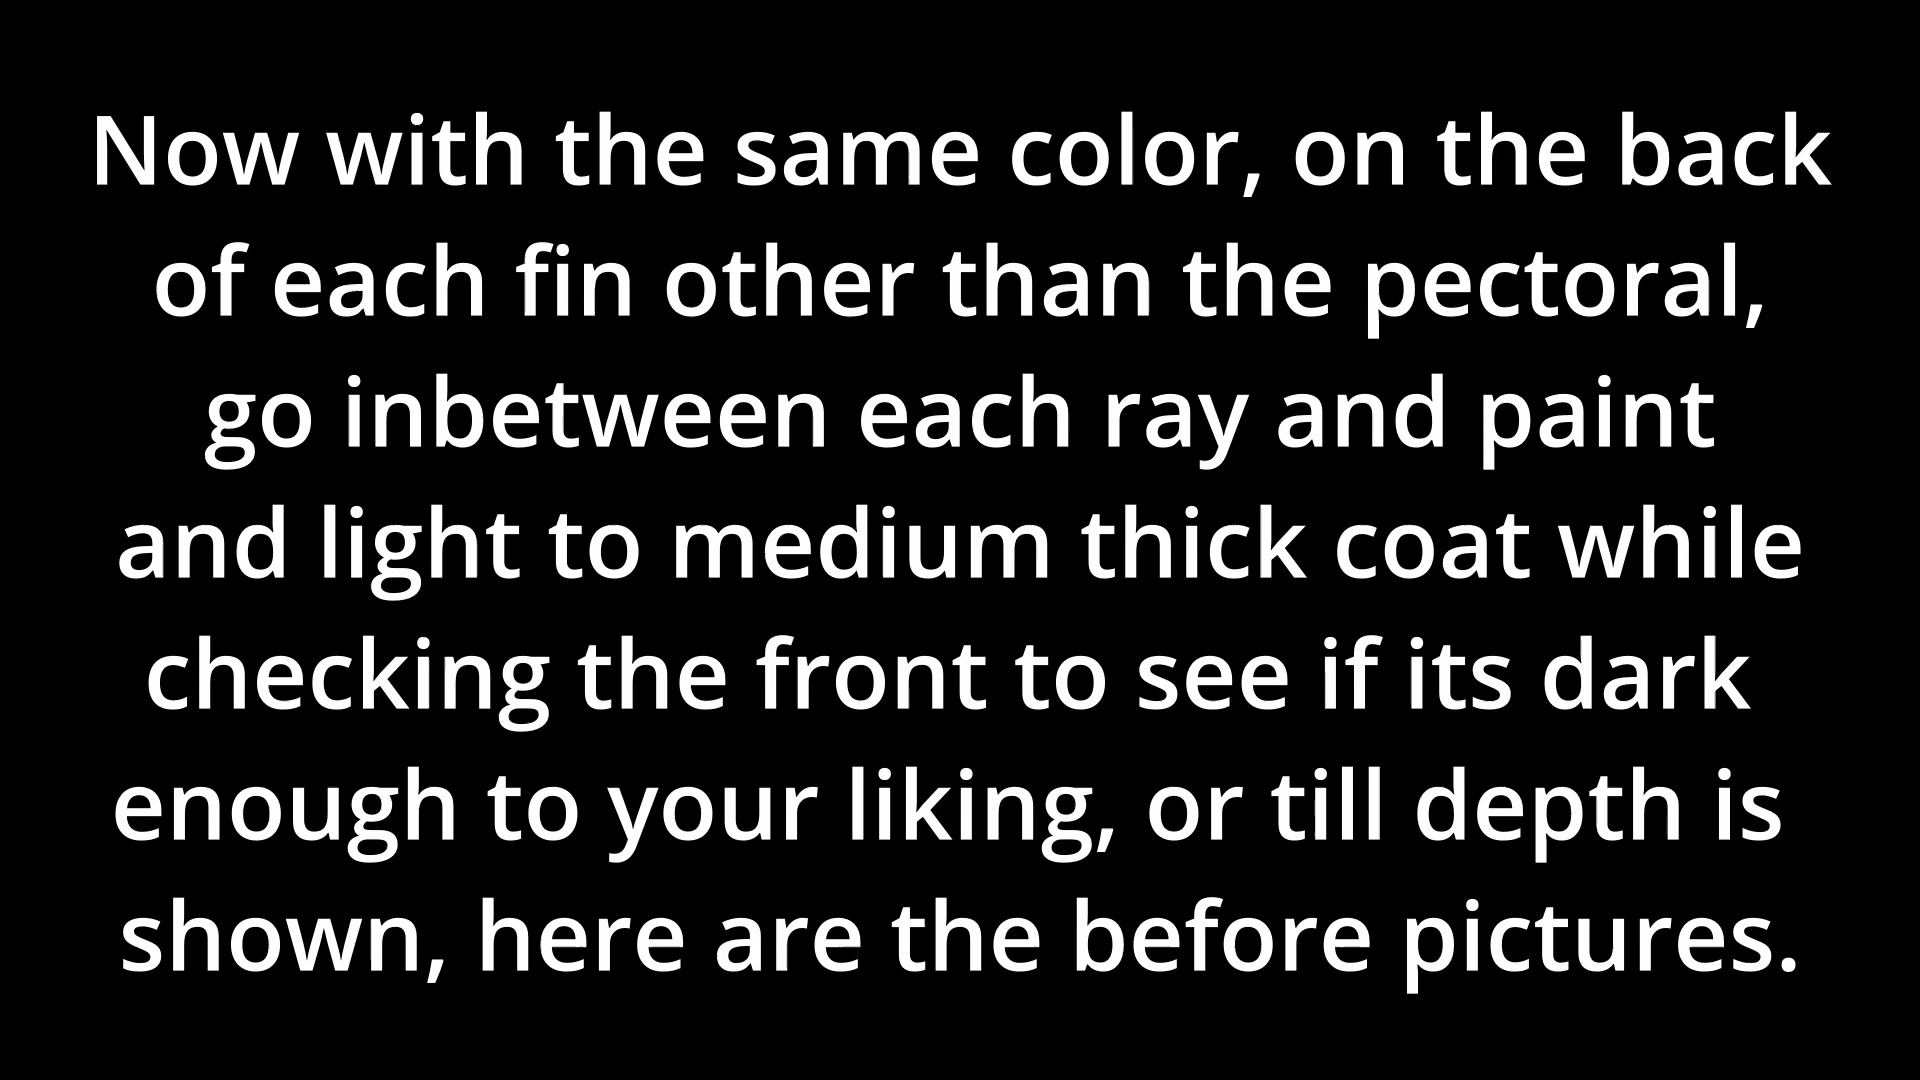 Now with the same color, on the back
of each fin other than the pectoral,
go inbetween each ray and paint
and light to medium thick coat while
checking the front to see if its dark
enough to your liking, or till depth is
shown, here are the before pictures.